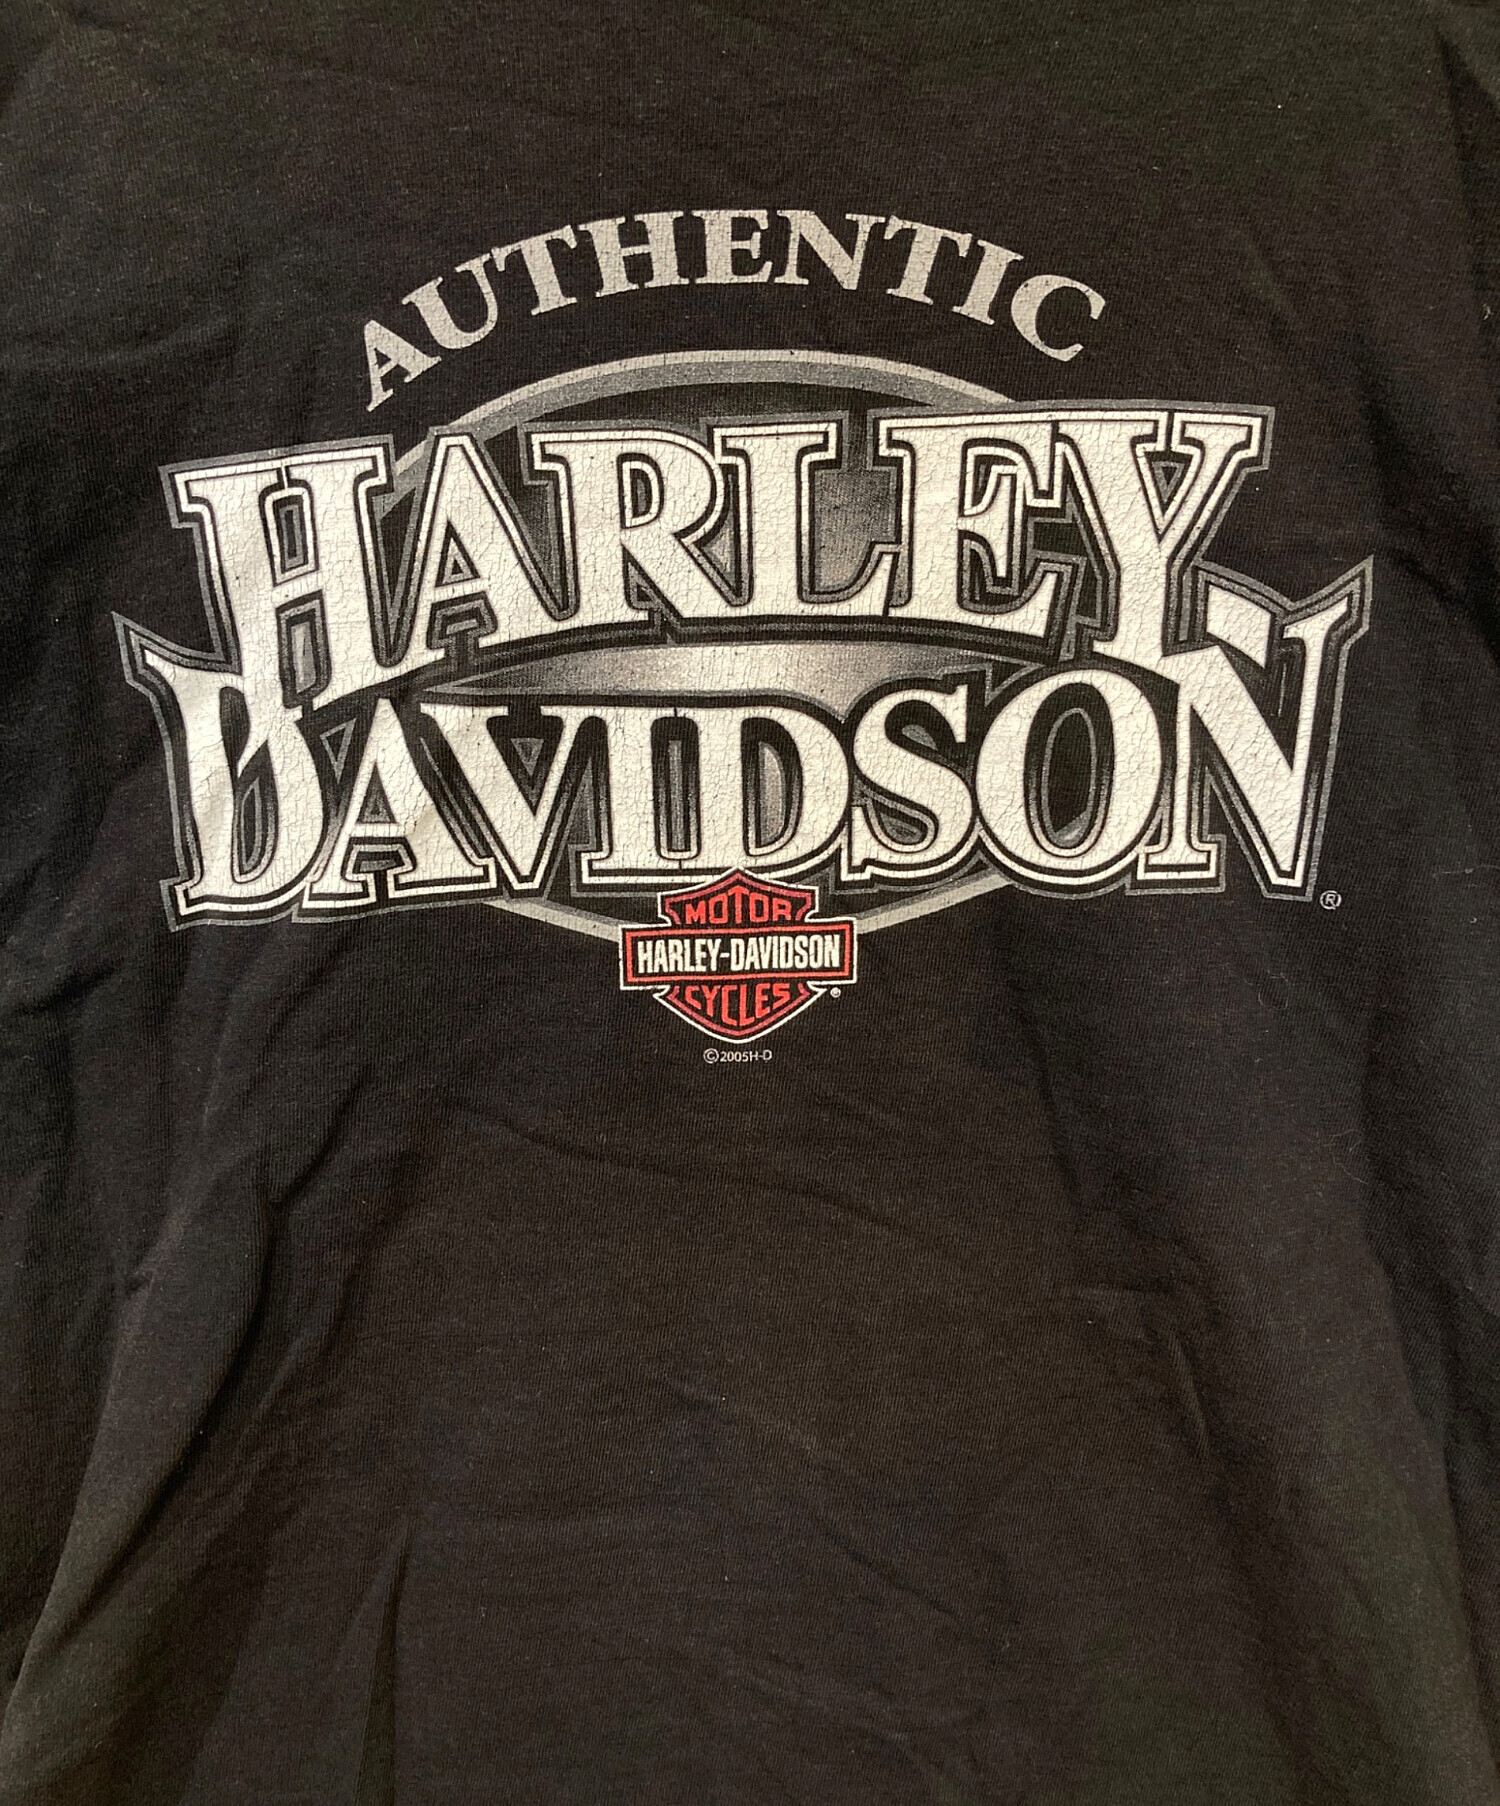 AUTHENTIC
HARLEY
DAVIDSON
®
MOTOR
HARLEY-DAVIDSON
CYCLES
®
©2005H-D